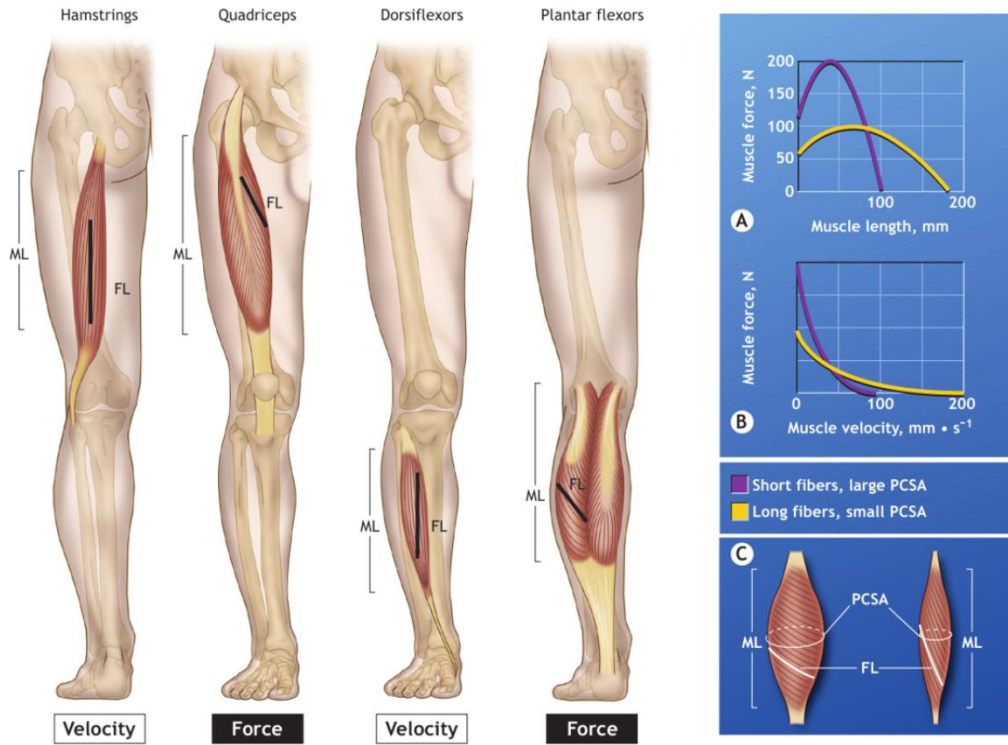 Hamstrings
Quadriceps
Dorsiflexors
Plantar flexors
ML
FL
ML
FL
ML
FL
ML
FL
Velocity
Force
Velocity
Force
Muscle force, N
200
150
100
50
0
100
200
A
Muscle length, mm
Muscle force, N
0
100
200
B
Muscle velocity, mm • s⁻¹
Short fibers, large PCSA
Long fibers, small PCSA
C
PCSA
ML
ML
FL